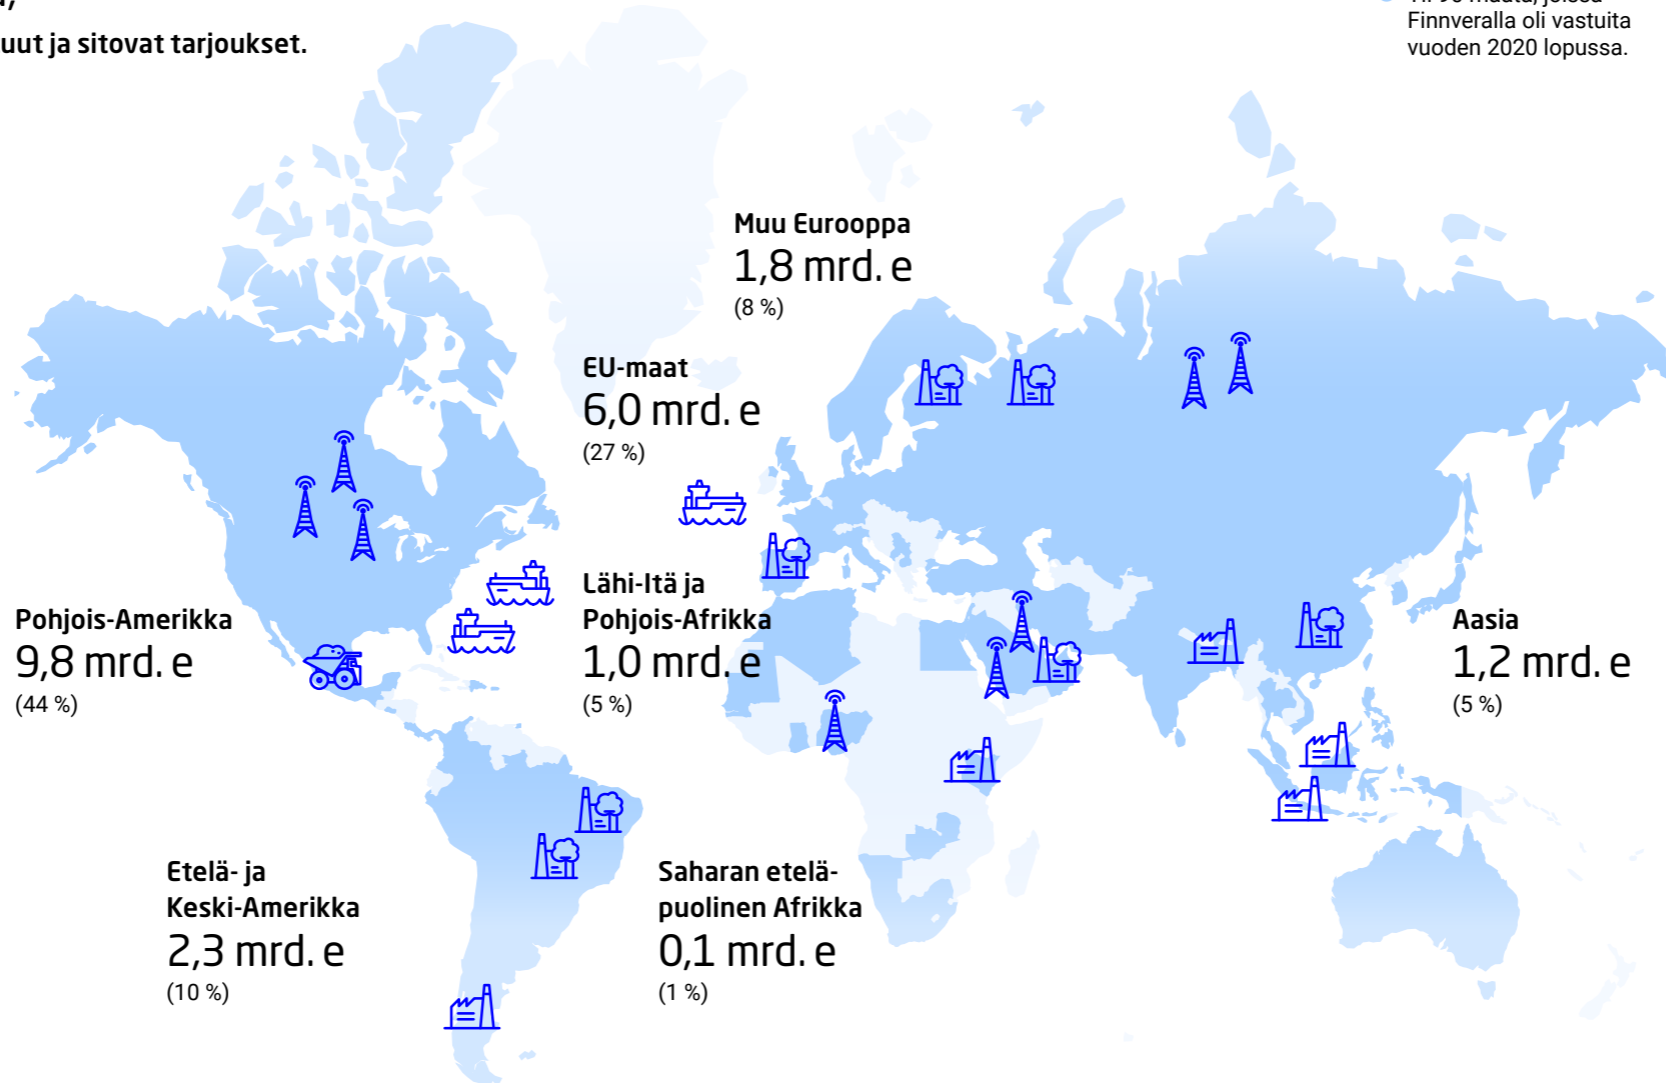 uut ja sitovat tarjoukset.
Finnveralla oli vastuita
vuoden 2020 lopussa.
Muu Eurooppa
1,8 mrd. e
(8 %)
EU-maat
6,0 mrd. e
(27 %)
Pohjois-Amerikka
9,8 mrd. e
(44 %)
Lähi-Itä ja
Pohjois-Afrikka
1,0 mrd. e
(5 %)
Aasia
1,2 mrd. e
(5 %)
Etelä- ja
Keski-Amerikka
2,3 mrd. e
(10 %)
Saharan etelä-
puolinen Afrikka
0,1 mrd. e
(1 %)